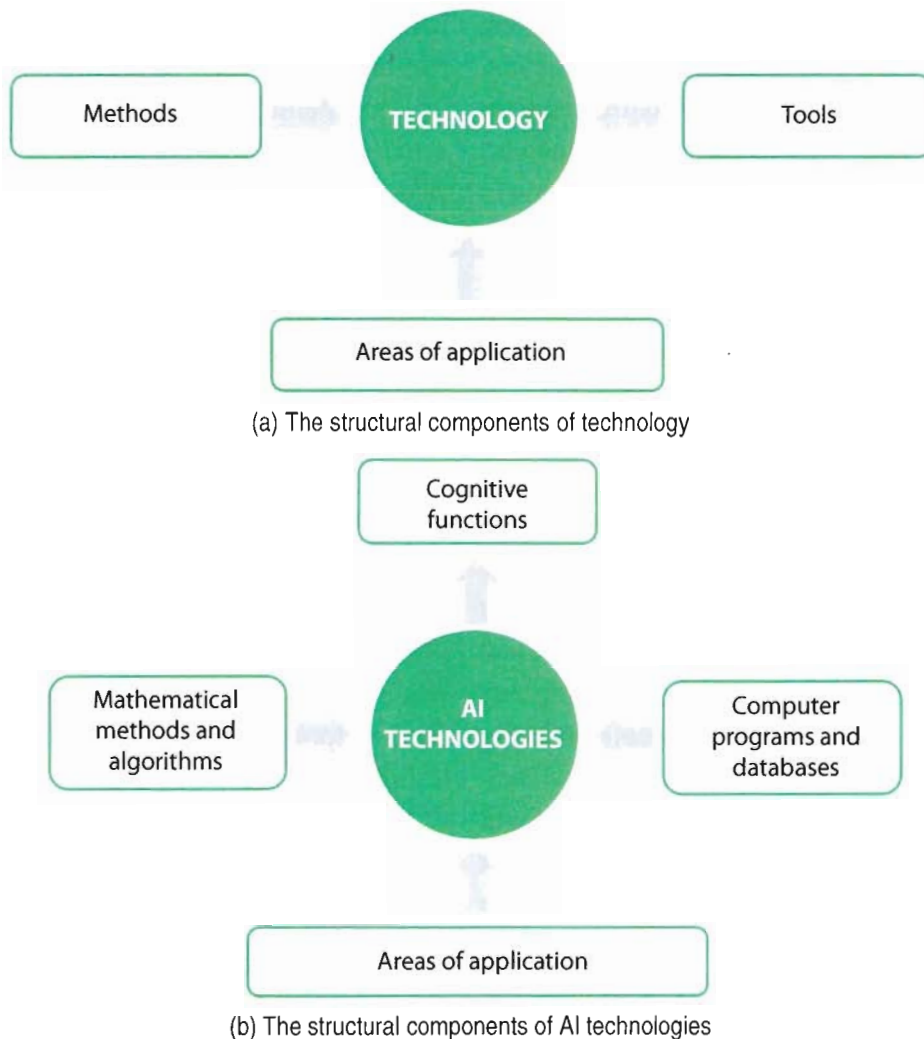 Methods
TECHNOLOGY
Tools
Areas of application
(a) The structural components of technology
Cognitive
functions
Mathematical
methods and
algorithms
AI
TECHNOLOGIES
Computer
programs and
databases
Areas of application
(b) The structural components of AI technologies